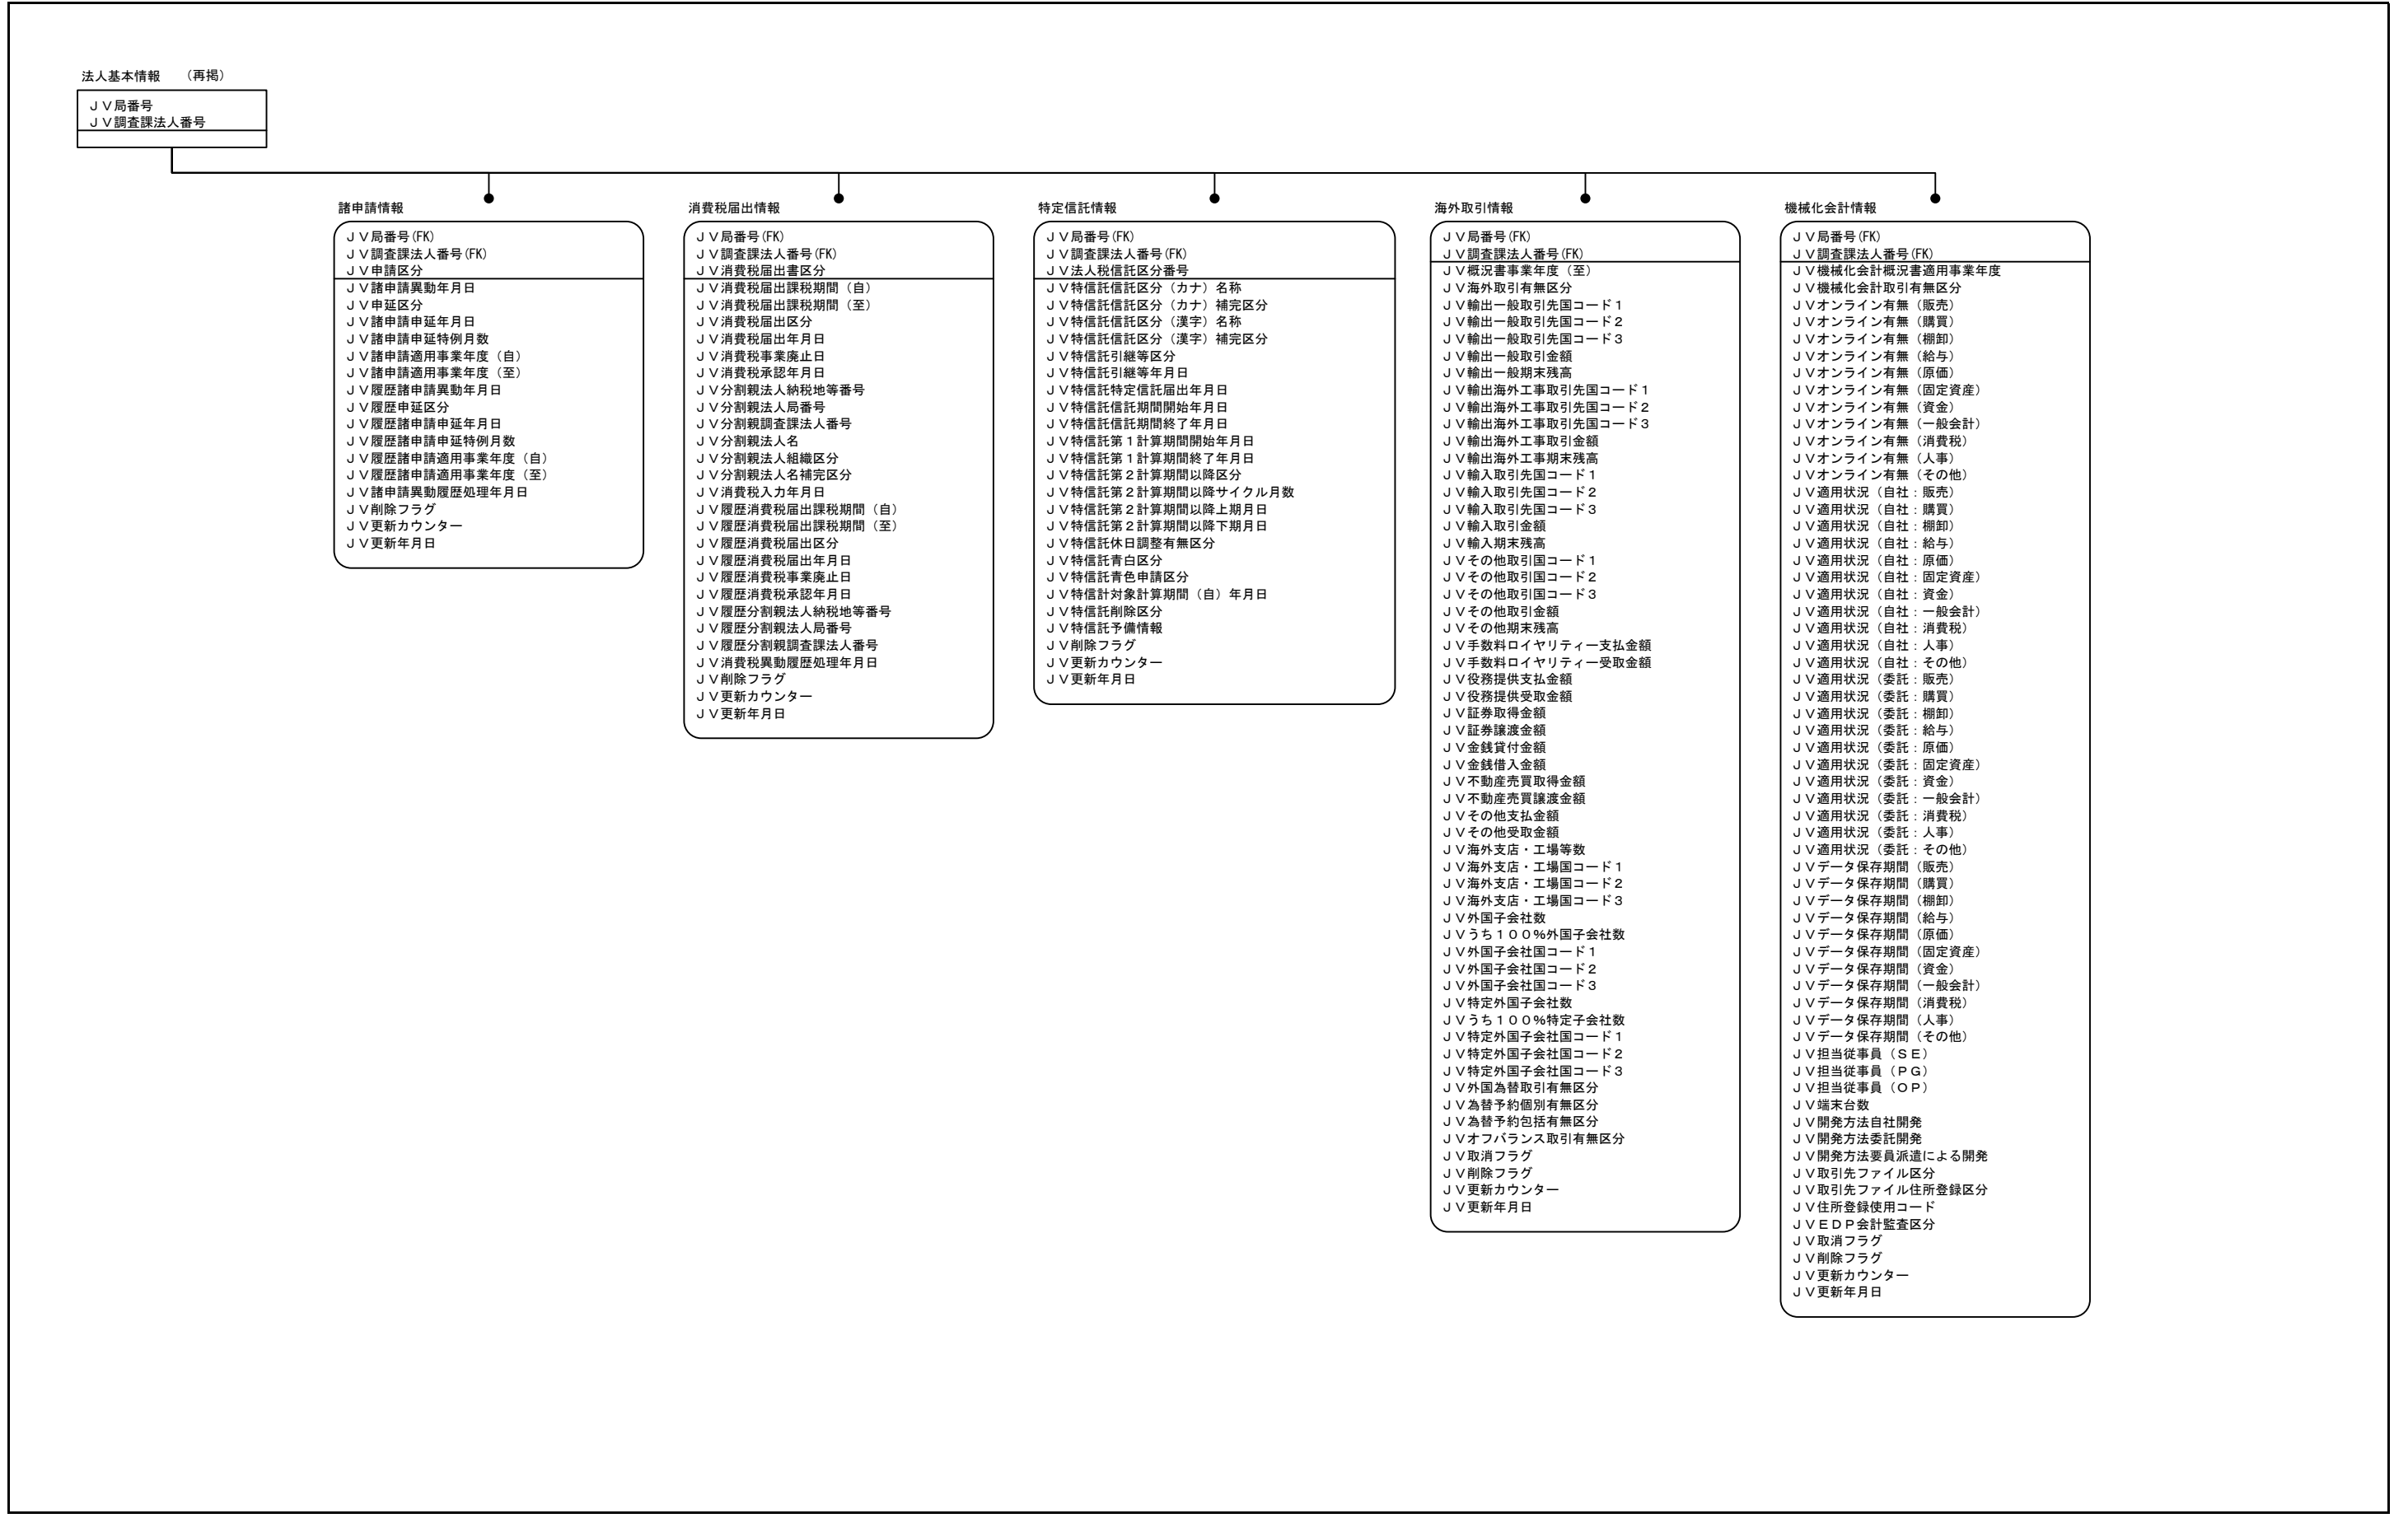 法人基本情報　（再掲）
ＪＶ局番号
ＪＶ調査課法人番号
諸申請情報
ＪＶ局番号(FK)
ＪＶ調査課法人番号(FK)
ＪＶ申請区分
ＪＶ諸申請異動年月日
ＪＶ申延区分
ＪＶ諸申請申延年月日
ＪＶ諸申請申延特例月数
ＪＶ諸申請適用事業年度（自）
ＪＶ諸申請適用事業年度（至）
ＪＶ履歴諸申請異動年月日
ＪＶ履歴申延区分
ＪＶ履歴諸申請申延年月日
ＪＶ履歴諸申請申延特例月数
ＪＶ履歴諸申請適用事業年度（自）
ＪＶ履歴諸申請適用事業年度（至）
ＪＶ諸申請異動履歴処理年月日
ＪＶ削除フラグ
ＪＶ更新カウンター
ＪＶ更新年月日
消費税届出情報
ＪＶ局番号(FK)
ＪＶ調査課法人番号(FK)
ＪＶ消費税届出書区分
ＪＶ消費税届出課税期間（自）
ＪＶ消費税届出課税期間（至）
ＪＶ消費税届出区分
ＪＶ消費税届出年月日
ＪＶ消費税事業廃止日
ＪＶ消費税承認年月日
ＪＶ分割親法人納税地等番号
ＪＶ分割親法人局番号
ＪＶ分割親調査課法人番号
ＪＶ分割親法人名
ＪＶ分割親法人組織区分
ＪＶ分割親法人名補完区分
ＪＶ消費税入力年月日
ＪＶ履歴消費税届出課税期間（自）
ＪＶ履歴消費税届出課税期間（至）
ＪＶ履歴消費税届出区分
ＪＶ履歴消費税届出年月日
ＪＶ履歴消費税事業廃止日
ＪＶ履歴消費税承認年月日
ＪＶ履歴分割親法人納税地等番号
ＪＶ履歴分割親法人局番号
ＪＶ履歴分割親調査課法人番号
ＪＶ消費税異動履歴処理年月日
ＪＶ削除フラグ
ＪＶ更新カウンター
ＪＶ更新年月日
特定信託情報
ＪＶ局番号(FK)
ＪＶ調査課法人番号(FK)
ＪＶ法人税信託区分番号
ＪＶ特信託信託区分（カナ）名称
ＪＶ特信託信託区分（カナ）補完区分
ＪＶ特信託信託区分（漢字）名称
ＪＶ特信託信託区分（漢字）補完区分
ＪＶ特信託引継等区分
ＪＶ特信託引継等年月日
ＪＶ特信託特定信託届出年月日
ＪＶ特信託信託期間開始年月日
ＪＶ特信託信託期間終了年月日
ＪＶ特信託第１計算期間開始年月日
ＪＶ特信託第１計算期間終了年月日
ＪＶ特信託第２計算期間以降区分
ＪＶ特信託第２計算期間以降サイクル月数
ＪＶ特信託第２計算期間以降上期月日
ＪＶ特信託第２計算期間以降下期月日
ＪＶ特信託休日調整有無区分
ＪＶ特信託青白区分
ＪＶ特信託青色申請区分
ＪＶ特信計対象計算期間（自）年月日
ＪＶ特信託削除区分
ＪＶ特信託予備情報
ＪＶ削除フラグ
ＪＶ更新カウンター
ＪＶ更新年月日
海外取引情報
ＪＶ局番号(FK)
ＪＶ調査課法人番号(FK)
ＪＶ概況書事業年度（至）
ＪＶ海外取引有無区分
ＪＶ輸出一般取引先国コード１
ＪＶ輸出一般取引先国コード２
ＪＶ輸出一般取引先国コード３
ＪＶ輸出一般取引金額
ＪＶ輸出一般期末残高
ＪＶ輸出海外工事取引先国コード１
ＪＶ輸出海外工事取引先国コード２
ＪＶ輸出海外工事取引先国コード３
ＪＶ輸出海外工事取引金額
ＪＶ輸出海外工事期末残高
ＪＶ輸入取引先国コード１
ＪＶ輸入取引先国コード２
ＪＶ輸入取引先国コード３
ＪＶ輸入取引金額
ＪＶ輸入期末残高
ＪＶその他取引国コード１
ＪＶその他取引国コード２
ＪＶその他取引国コード３
ＪＶその他取引金額
ＪＶその他期末残高
ＪＶ手数料ロイヤリティー支払金額
ＪＶ手数料ロイヤリティー受取金額
ＪＶ役務提供支払金額
ＪＶ役務提供受取金額
ＪＶ証券取得金額
ＪＶ証券譲渡金額
ＪＶ金銭貸付金額
ＪＶ金銭借入金額
ＪＶ不動産売買取得金額
ＪＶ不動産売買譲渡金額
ＪＶその他支払金額
ＪＶその他受取金額
ＪＶ海外支店・工場等数
ＪＶ海外支店・工場国コード１
ＪＶ海外支店・工場国コード２
ＪＶ海外支店・工場国コード３
ＪＶ外国子会社数
ＪＶうち１００％外国子会社数
ＪＶ外国子会社国コード１
ＪＶ外国子会社国コード２
ＪＶ外国子会社国コード３
ＪＶ特定外国子会社数
ＪＶうち１００％特定子会社数
ＪＶ特定外国子会社国コード１
ＪＶ特定外国子会社国コード２
ＪＶ特定外国子会社国コード３
ＪＶ外国為替取引有無区分
ＪＶ為替予約個別有無区分
ＪＶ為替予約包括有無区分
ＪＶオフバランス取引有無区分
ＪＶ取消フラグ
ＪＶ削除フラグ
ＪＶ更新カウンター
ＪＶ更新年月日
機械化会計情報
ＪＶ局番号(FK)
ＪＶ調査課法人番号(FK)
ＪＶ機械化会計概況書適用事業年度
ＪＶ機械化会計取引有無区分
ＪＶオンライン有無（販売）
ＪＶオンライン有無（購買）
ＪＶオンライン有無（棚卸）
ＪＶオンライン有無（給与）
ＪＶオンライン有無（原価）
ＪＶオンライン有無（固定資産）
ＪＶオンライン有無（資金）
ＪＶオンライン有無（一般会計）
ＪＶオンライン有無（消費税）
ＪＶオンライン有無（人事）
ＪＶオンライン有無（その他）
ＪＶ適用状況（自社：販売）
ＪＶ適用状況（自社：購買）
ＪＶ適用状況（自社：棚卸）
ＪＶ適用状況（自社：給与）
ＪＶ適用状況（自社：原価）
ＪＶ適用状況（自社：固定資産）
ＪＶ適用状況（自社：資金）
ＪＶ適用状況（自社：一般会計）
ＪＶ適用状況（自社：消費税）
ＪＶ適用状況（自社：人事）
ＪＶ適用状況（自社：その他）
ＪＶ適用状況（委託：販売）
ＪＶ適用状況（委託：購買）
ＪＶ適用状況（委託：棚卸）
ＪＶ適用状況（委託：給与）
ＪＶ適用状況（委託：原価）
ＪＶ適用状況（委託：固定資産）
ＪＶ適用状況（委託：資金）
ＪＶ適用状況（委託：一般会計）
ＪＶ適用状況（委託：消費税）
ＪＶ適用状況（委託：人事）
ＪＶ適用状況（委託：その他）
ＪＶデータ保存期間（販売）
ＪＶデータ保存期間（購買）
ＪＶデータ保存期間（棚卸）
ＪＶデータ保存期間（給与）
ＪＶデータ保存期間（原価）
ＪＶデータ保存期間（固定資産）
ＪＶデータ保存期間（資金）
ＪＶデータ保存期間（一般会計）
ＪＶデータ保存期間（消費税）
ＪＶデータ保存期間（人事）
ＪＶデータ保存期間（その他）
ＪＶ担当従事員（ＳＥ）
ＪＶ担当従事員（ＰＧ）
ＪＶ担当従事員（ＯＰ）
ＪＶ端末台数
ＪＶ開発方法自社開発
ＪＶ開発方法委託開発
ＪＶ開発方法要員派遣による開発
ＪＶ取引先ファイル区分
ＪＶ取引先ファイル住所登録区分
ＪＶ住所登録使用コード
ＪＶＥＤＰ会計監査区分
ＪＶ取消フラグ
ＪＶ削除フラグ
ＪＶ更新カウンター
ＪＶ更新年月日